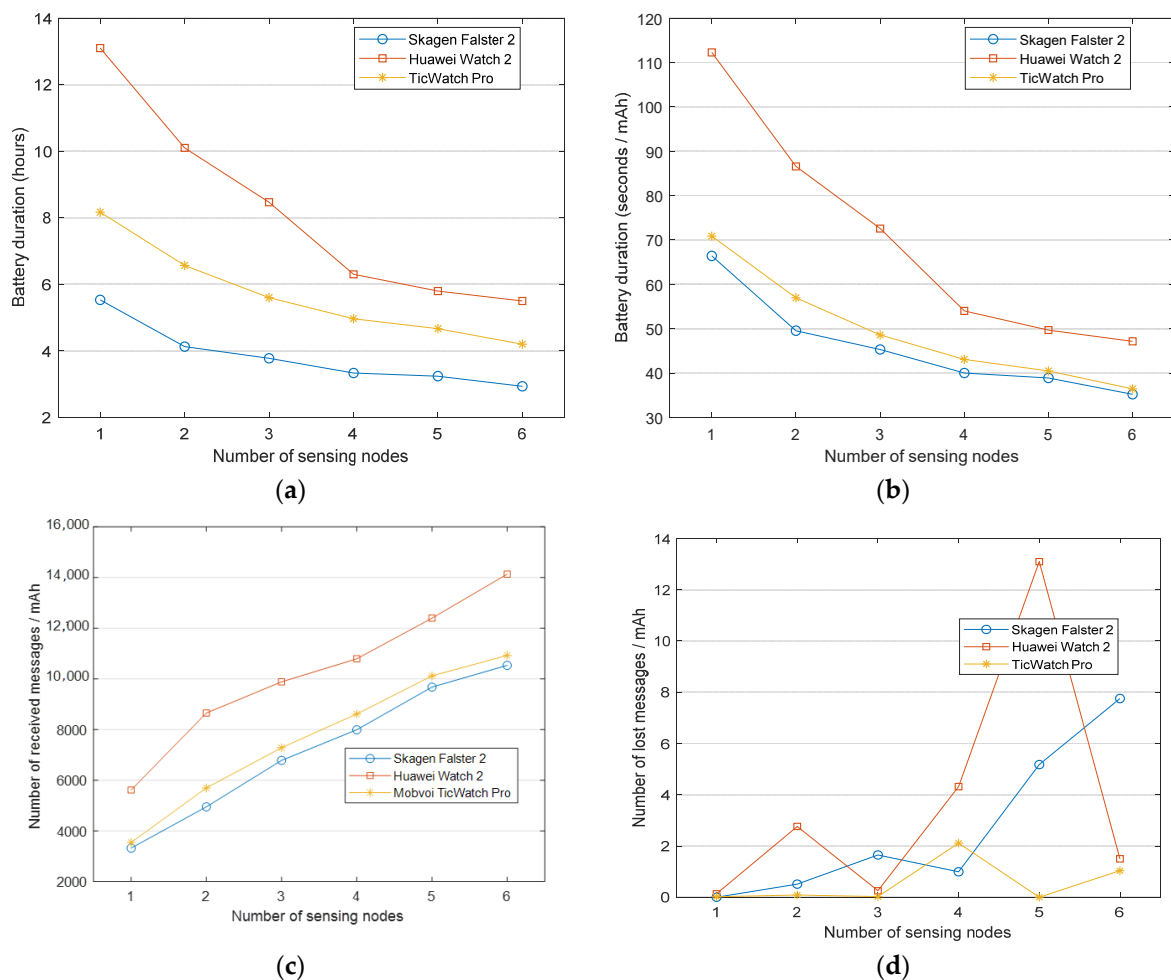 14
12
10
8
6
4
2
Battery duration (hours)
Skagen Falster 2
Huawei Watch 2
TicWatch Pro
1 2 3 4 5 6
Number of sensing nodes
(a)
120
110
100
90
80
70
60
50
40
30
Battery duration (seconds / mAh)
Skagen Falster 2
Huawei Watch 2
TicWatch Pro
1 2 3 4 5 6
Number of sensing nodes
(b)
16,000
14,000
12,000
10,000
8000
6000
4000
2000
Number of received messages / mAh
Skagen Falster 2
Huawei Watch 2
Mobvoi TicWatch Pro
1 2 3 4 5 6
Number of sensing nodes
(c)
14
12
10
8
6
4
2
0
Number of lost messages / mAh
Skagen Falster 2
Huawei Watch 2
TicWatch Pro
1 2 3 4 5 6
Number of sensing nodes
(d)